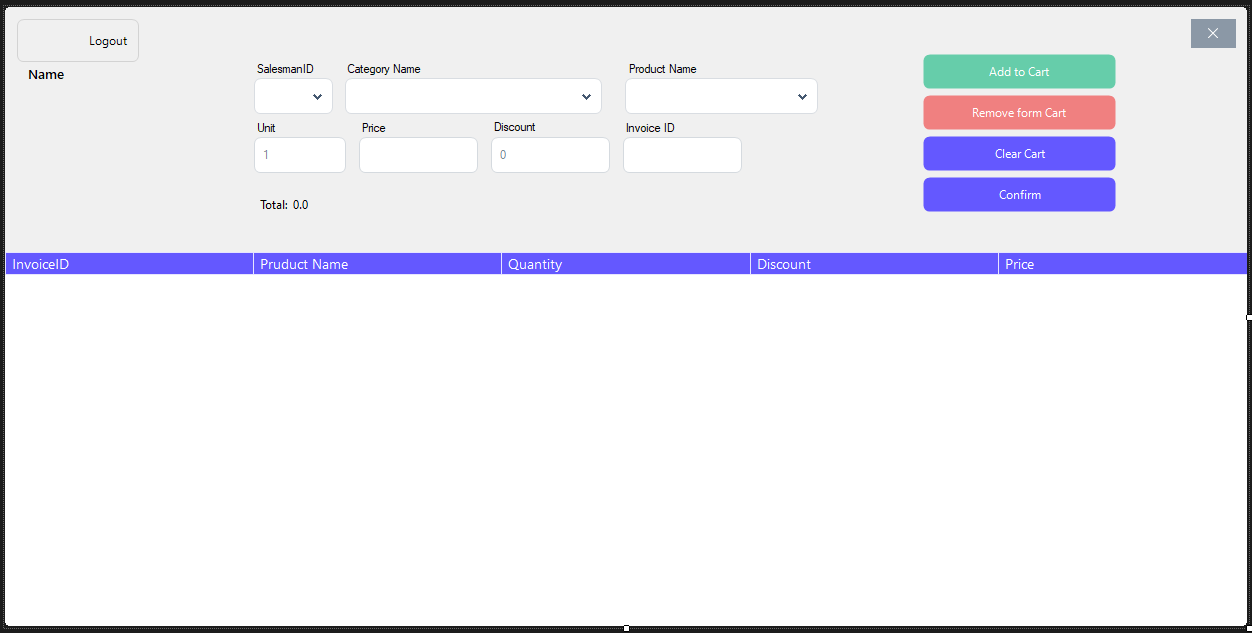 Logout
Name
SalesmanID Category Name Product Name
Unit Price Discount Invoice ID
1 0
Total: 0.0
Add to Cart
Remove form Cart
Clear Cart
Confirm
InvoiceID Pruduct Name Quantity Discount Price